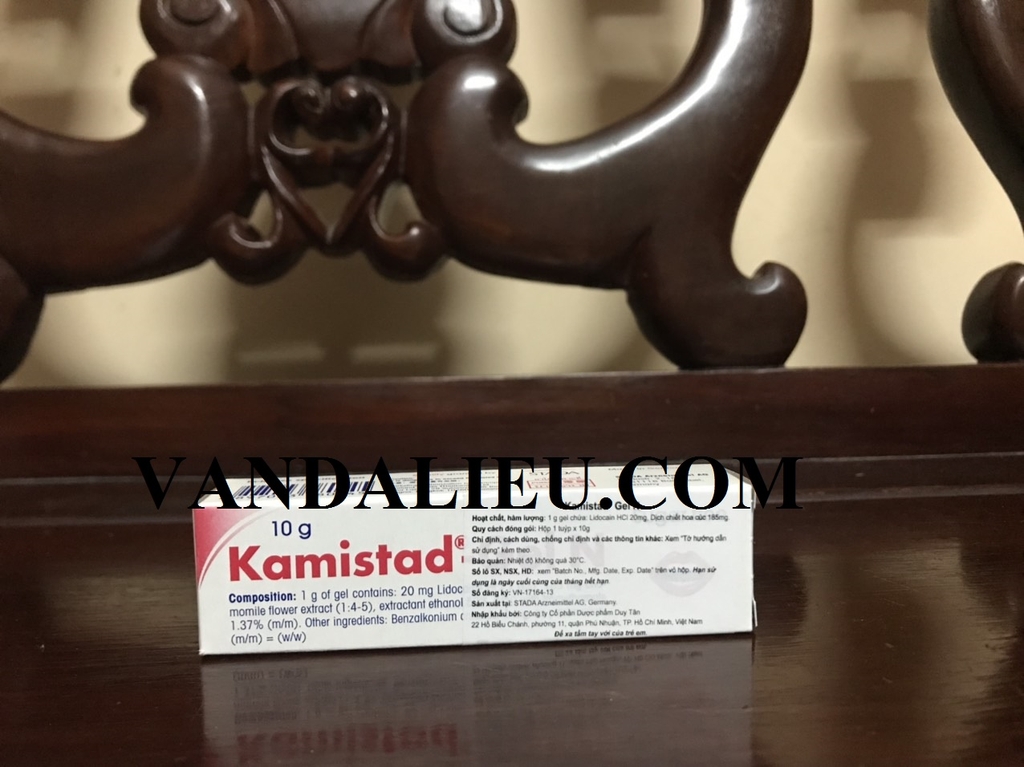 VANDALIEU.COM
10 g
Kamistad®
Composition: 1 g of gel contains: 20 mg Lidoc
momile flower extract (1:4-5), extractant ethanol
1.37% (m/m). Other ingredients: Benzalkonium c
(m/m) = (w/w)
Kamistad Gel
Hoạt chất, hàm lượng: 1 g gel chứa: Lidocain HCl 20mg, Dịch chiết hoa cúc 185mg
Quy cách đóng gói: Hộp 1 tuýp x 10g
Chỉ định, cách dùng, chống chỉ định và các thông tin khác: Xem "Tờ hướng dẫn
sử dụng" kèm theo
Bảo quản: Nhiệt độ không quá 30°C.
Số lô SX, NSX, HD: xem "Batch No., Mfg. Date, Exp. Date" trên vỏ hộp. Hạn sử
dụng là ngày cuối cùng của tháng hết hạn
Số đăng ký: VN-17164-13
Sản xuất tại: STADA Arzneimittel AG, Germany
Nhập khẩu bởi: Công ty Cổ phần Dược phẩm Duy Tân
22 Hồ Biểu Chánh, phường 11, quận Phú Nhuận, TP. Hồ Chí Minh, Việt Nam
Để xa tầm tay với của trẻ em